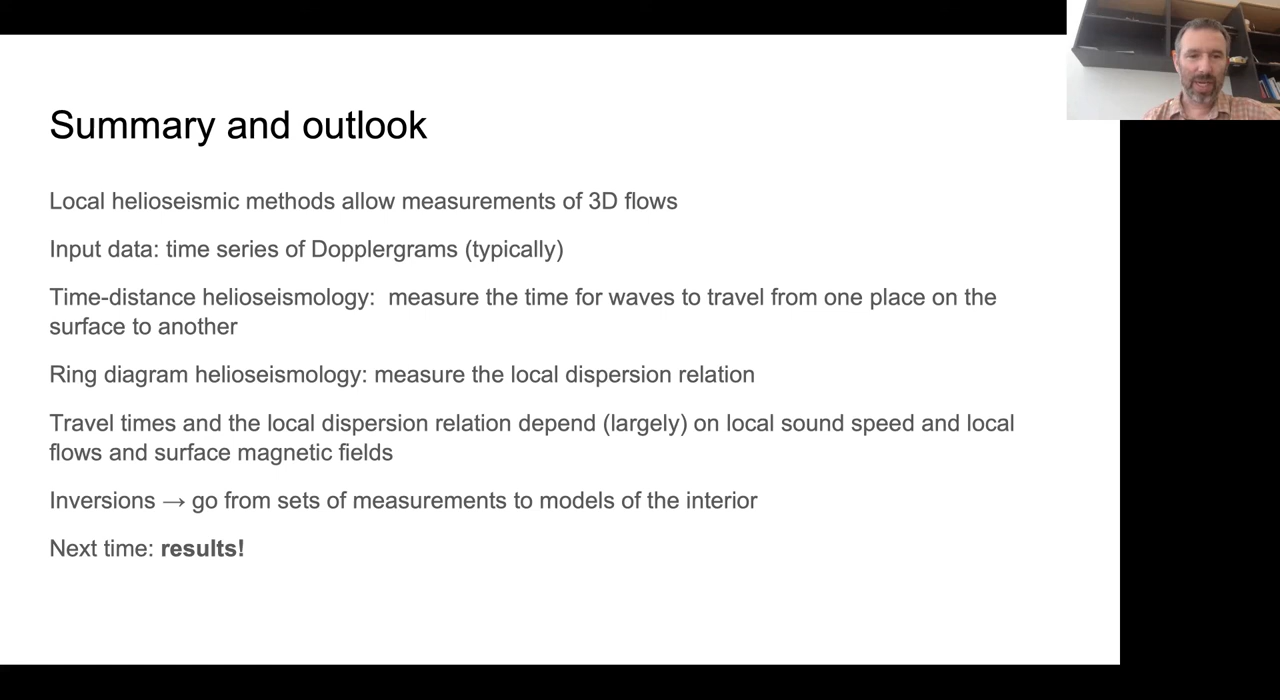 Summary and outlook
Local helioseismic methods allow measurements of 3D flows
Input data: time series of Dopplergrams (typically)
Time-distance helioseismology:  measure the time for waves to travel from one place on the
surface to another
Ring diagram helioseismology: measure the local dispersion relation
Travel times and the local dispersion relation depend (largely) on local sound speed and local
flows and surface magnetic fields
Inversions → go from sets of measurements to models of the interior
Next time: results!